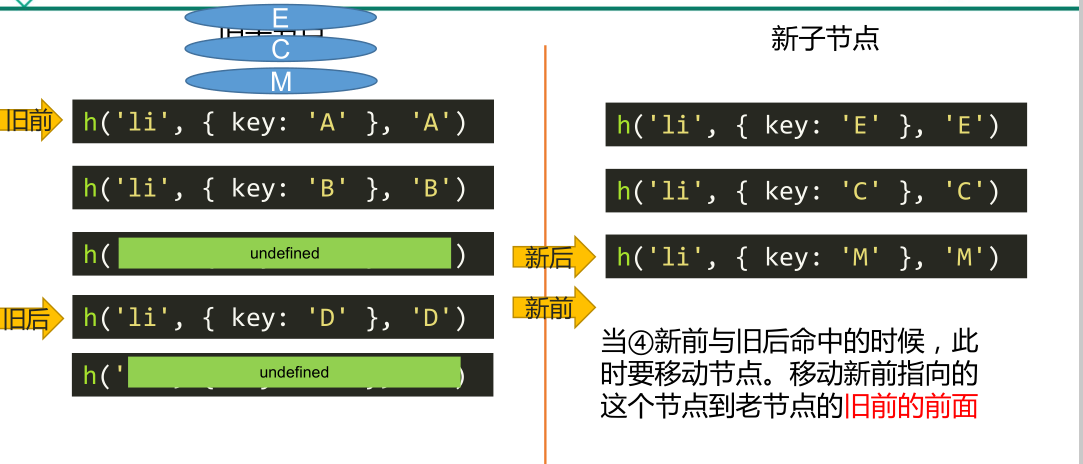 E
C
M
新子节点
旧前
h('li', { key: 'A' }, 'A')
h('li', { key: 'B' }, 'B')
h( undefined )
旧后
h('li', { key: 'D' }, 'D')
h(' undefined )
h('li', { key: 'E' }, 'E')
h('li', { key: 'C' }, 'C')
新后
h('li', { key: 'M' }, 'M')
新前
当④新前与旧后命中的时候，此
时要移动节点。移动新前指向的
这个节点到老节点的旧前的前面